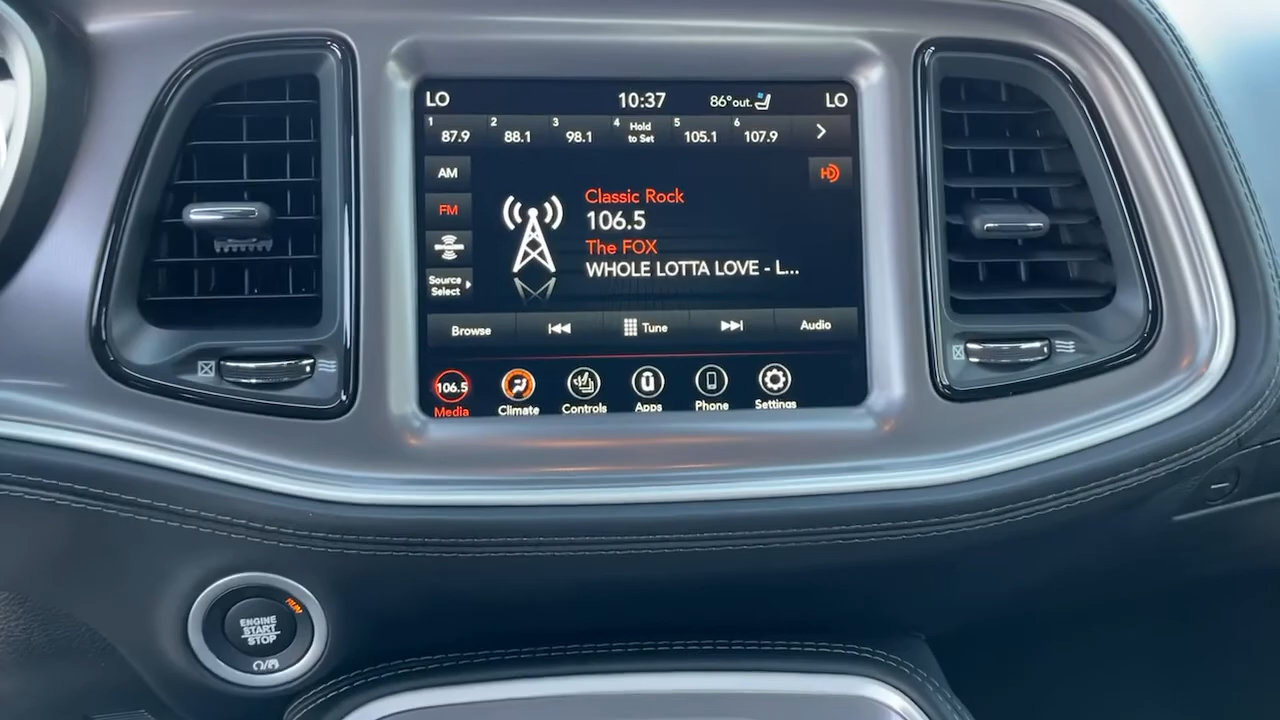 LO 10:37 86°out. LO
1 87.9 2 88.1 3 98.1 4 Hold to Set 5 105.1 6 107.9
AM
HD
Classic Rock
FM
106.5
The FOX
WHOLE LOTTA LOVE - L...
Source
Select
Browse Tune Audio
106.5
Media Climate Controls Apps Phone Settings
RUN
ENGINE
START
STOP